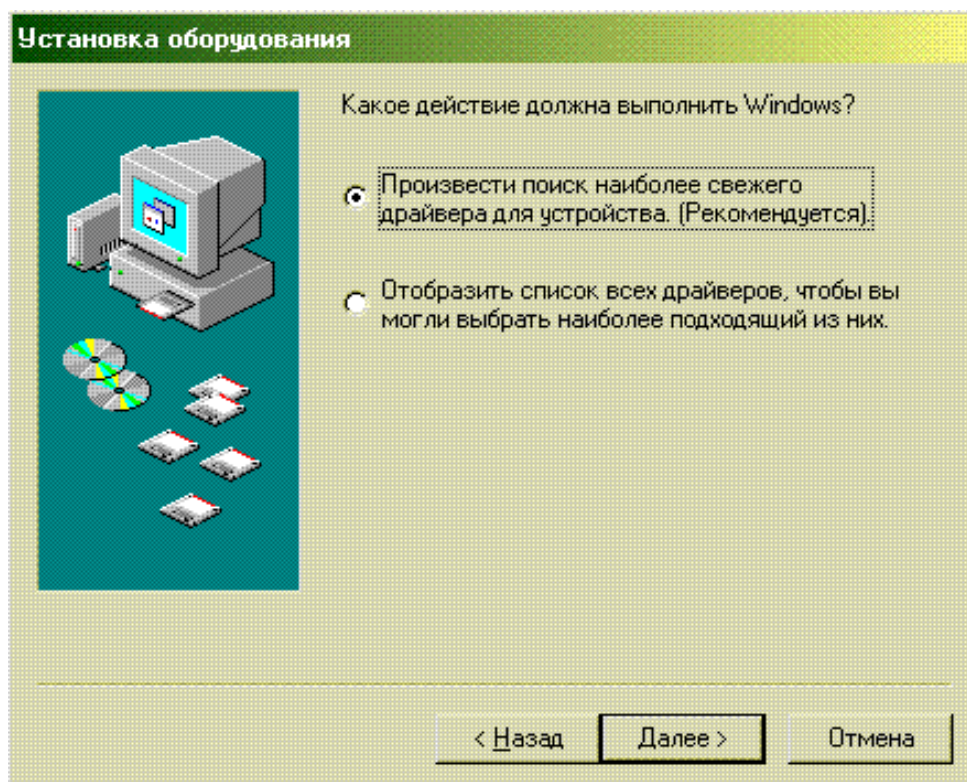 Установка оборудования
Какое действие должна выполнить Windows?
Произвести поиск наиболее свежего
драйвера для устройства. (Рекомендуется).
Отобразить список всех драйверов, чтобы вы
могли выбрать наиболее подходящий из них.
< Назад Далее > Отмена